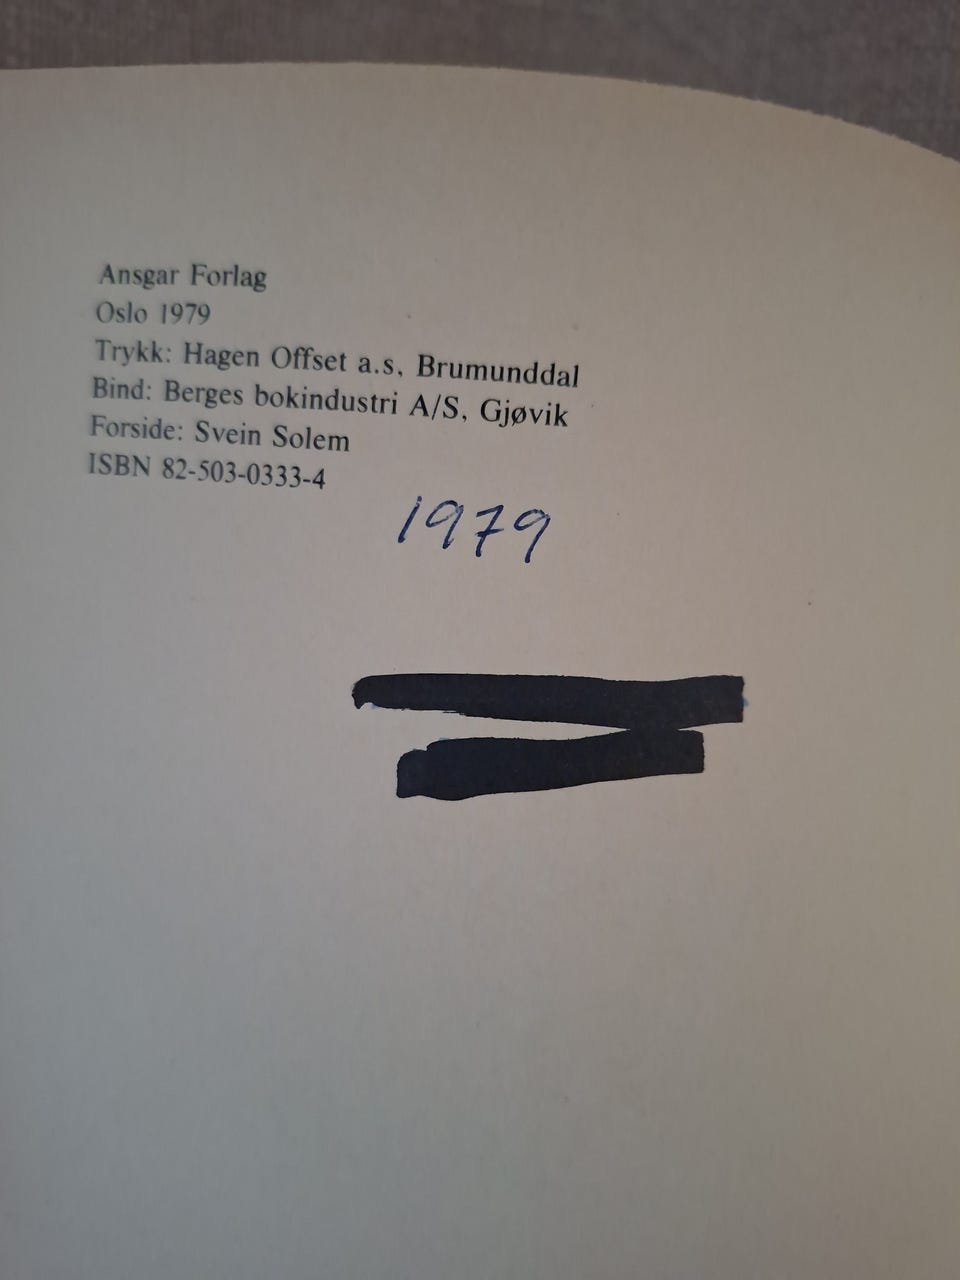 Ansgar Forlag
Oslo 1979
Trykk: Hagen Offset a.s, Brumunddal
Bind: Berges bokindustri A/S, Gjøvik
Forside: Svein Solem
ISBN 82-503-0333-4
1979